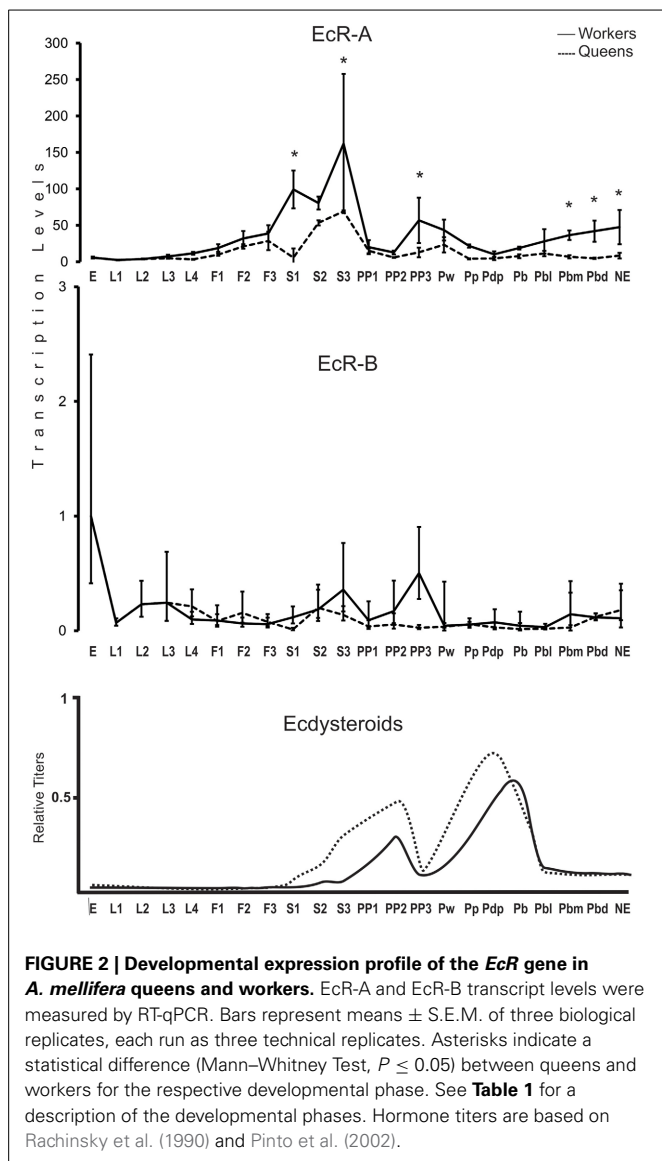 EcR-A
Workers
Queens
Transcription Levels
300
250
200
150
100
50
0
* * * * * *
E L1 L2 L3 L4 F1 F2 F3 S1 S2 S3 PP1 PP2 PP3 Pw Pp Pdp Pb Pbl Pbm Pbd NE
EcR-B
3
2
1
0
E L1 L2 L3 L4 F1 F2 F3 S1 S2 S3 PP1 PP2 PP3 Pw Pp Pdp Pb Pbl Pbm Pbd NE
Ecdysteroids
Relative Titers
1
0.5
E L1 L2 L3 L4 F1 F2 F3 S1 S2 S3 PP1 PP2 PP3 Pw Pp Pdp Pb Pbl Pbm Pbd NE
FIGURE 2 | Developmental expression profile of the EcR gene in
A. mellifera queens and workers. EcR-A and EcR-B transcript levels were
measured by RT-qPCR. Bars represent means ± S.E.M. of three biological
replicates, each run as three technical replicates. Asterisks indicate a
statistical difference (Mann–Whitney Test, P ≤ 0.05) between queens and
workers for the respective developmental phase. See Table 1 for a
description of the developmental phases. Hormone titers are based on
Rachinsky et al. (1990) and Pinto et al. (2002).